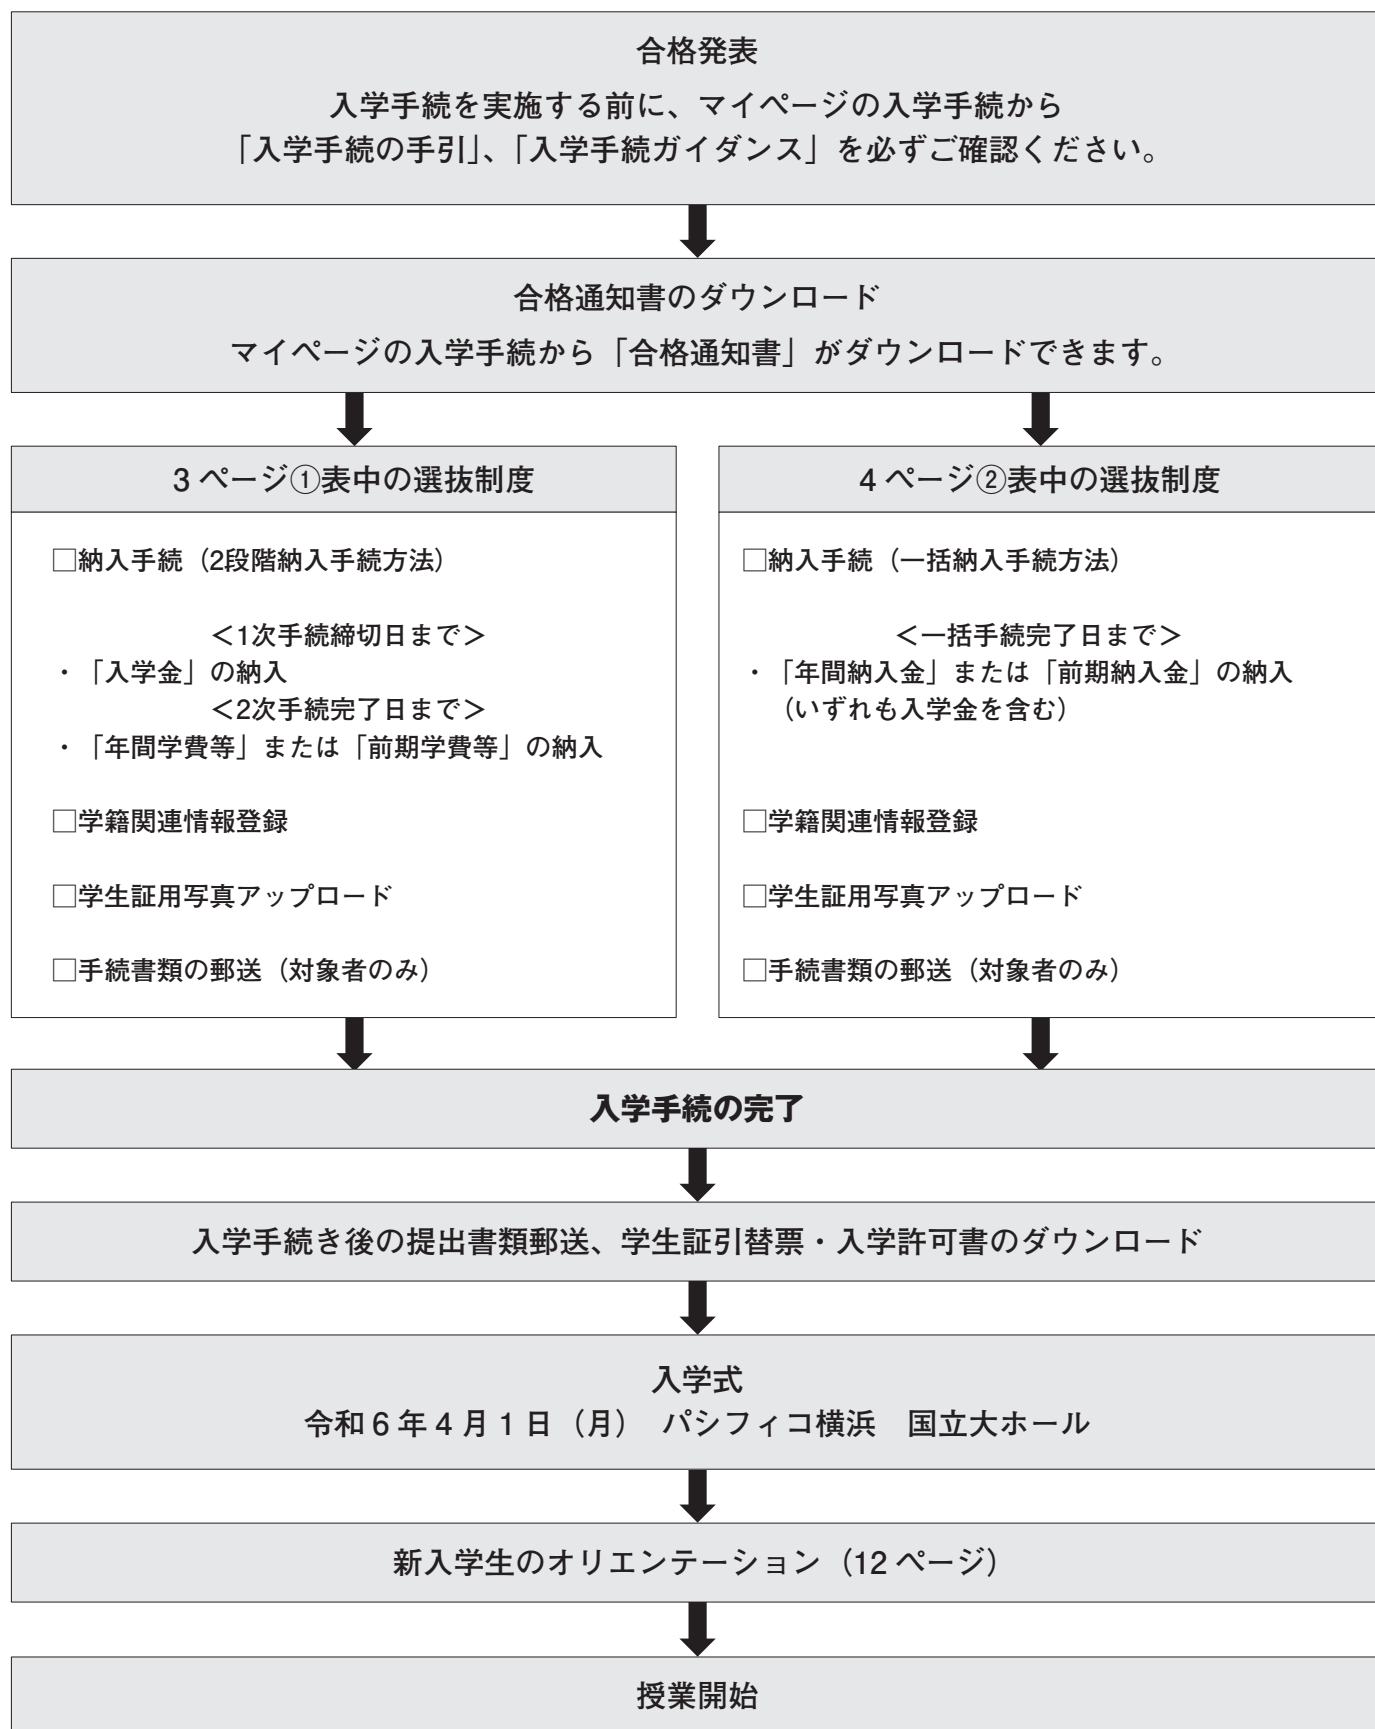 合格発表
入学手続を実施する前に、マイページの入学手続から
「入学手続の手引」、「入学手続ガイダンス」を必ずご確認ください。
合格通知書のダウンロード
マイページの入学手続から「合格通知書」がダウンロードできます。
3 ページ①表中の選抜制度
□納入手続（2段階納入手続方法）
＜1次手続締切日まで＞
・「入学金」の納入
＜2次手続完了日まで＞
・「年間学費等」または「前期学費等」の納入
□学籍関連情報登録
□学生証用写真アップロード
□手続書類の郵送（対象者のみ）
4 ページ②表中の選抜制度
□納入手続（一括納入手続方法）
＜一括手続完了日まで＞
・「年間納入金」または「前期納入金」の納入
（いずれも入学金を含む）
□学籍関連情報登録
□学生証用写真アップロード
□手続書類の郵送（対象者のみ）
入学手続の完了
入学手続き後の提出書類郵送、学生証引替票・入学許可書のダウンロード
入学式
令和 6 年 4 月 1 日（月）　パシフィコ横浜　国立大ホール
新入学生のオリエンテーション（12 ページ）
授業開始